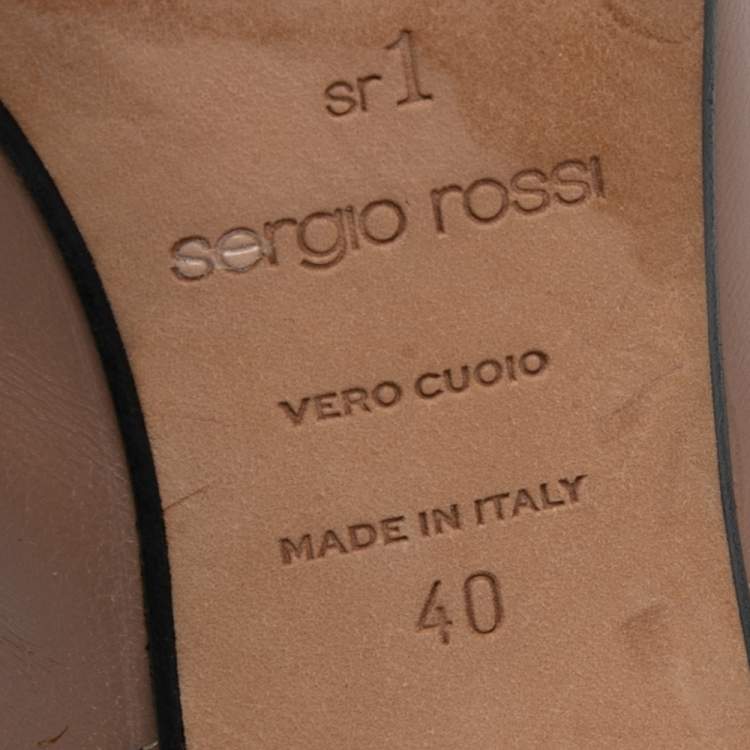 sr1
sergio rossi
VERO CUOIO
MADE IN ITALY
40